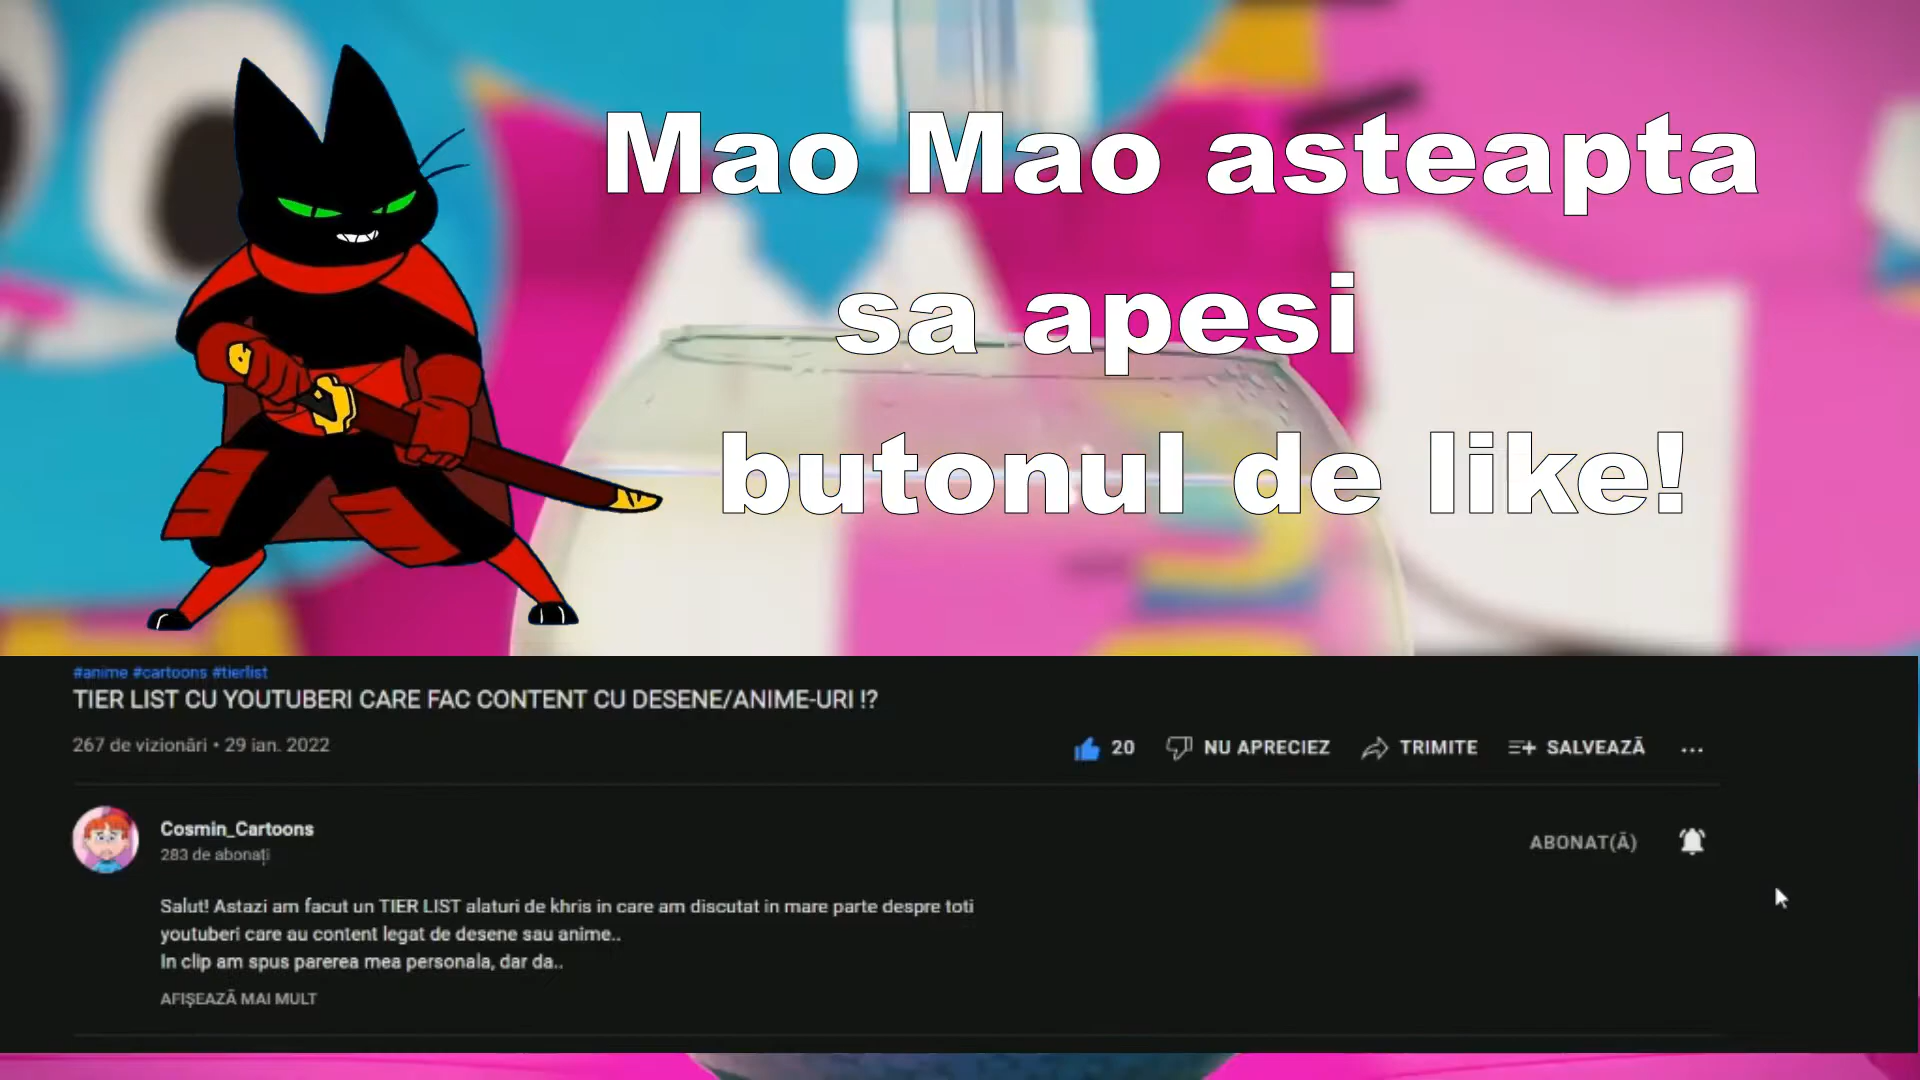 Mao Mao asteapta
sa apesi
butonul de like!
#anime #cartoons #tierlist
TIER LIST CU YOUTUBERI CARE FAC CONTENT CU DESENE/ANIME-URI !?
267 de vizionări • 29 ian. 2022
20 NU APRECIEZ TRIMITE SALVEAZĂ ...
Cosmin_Cartoons
283 de abonați
ABONAT(Ă)
Salut! Astazi am facut un TIER LIST alaturi de khris in care am discutat in mare parte despre toti
youtuberi care au content legat de desene sau anime..
In clip am spus parerea mea personala, dar da..
AFIȘEAZĂ MAI MULT